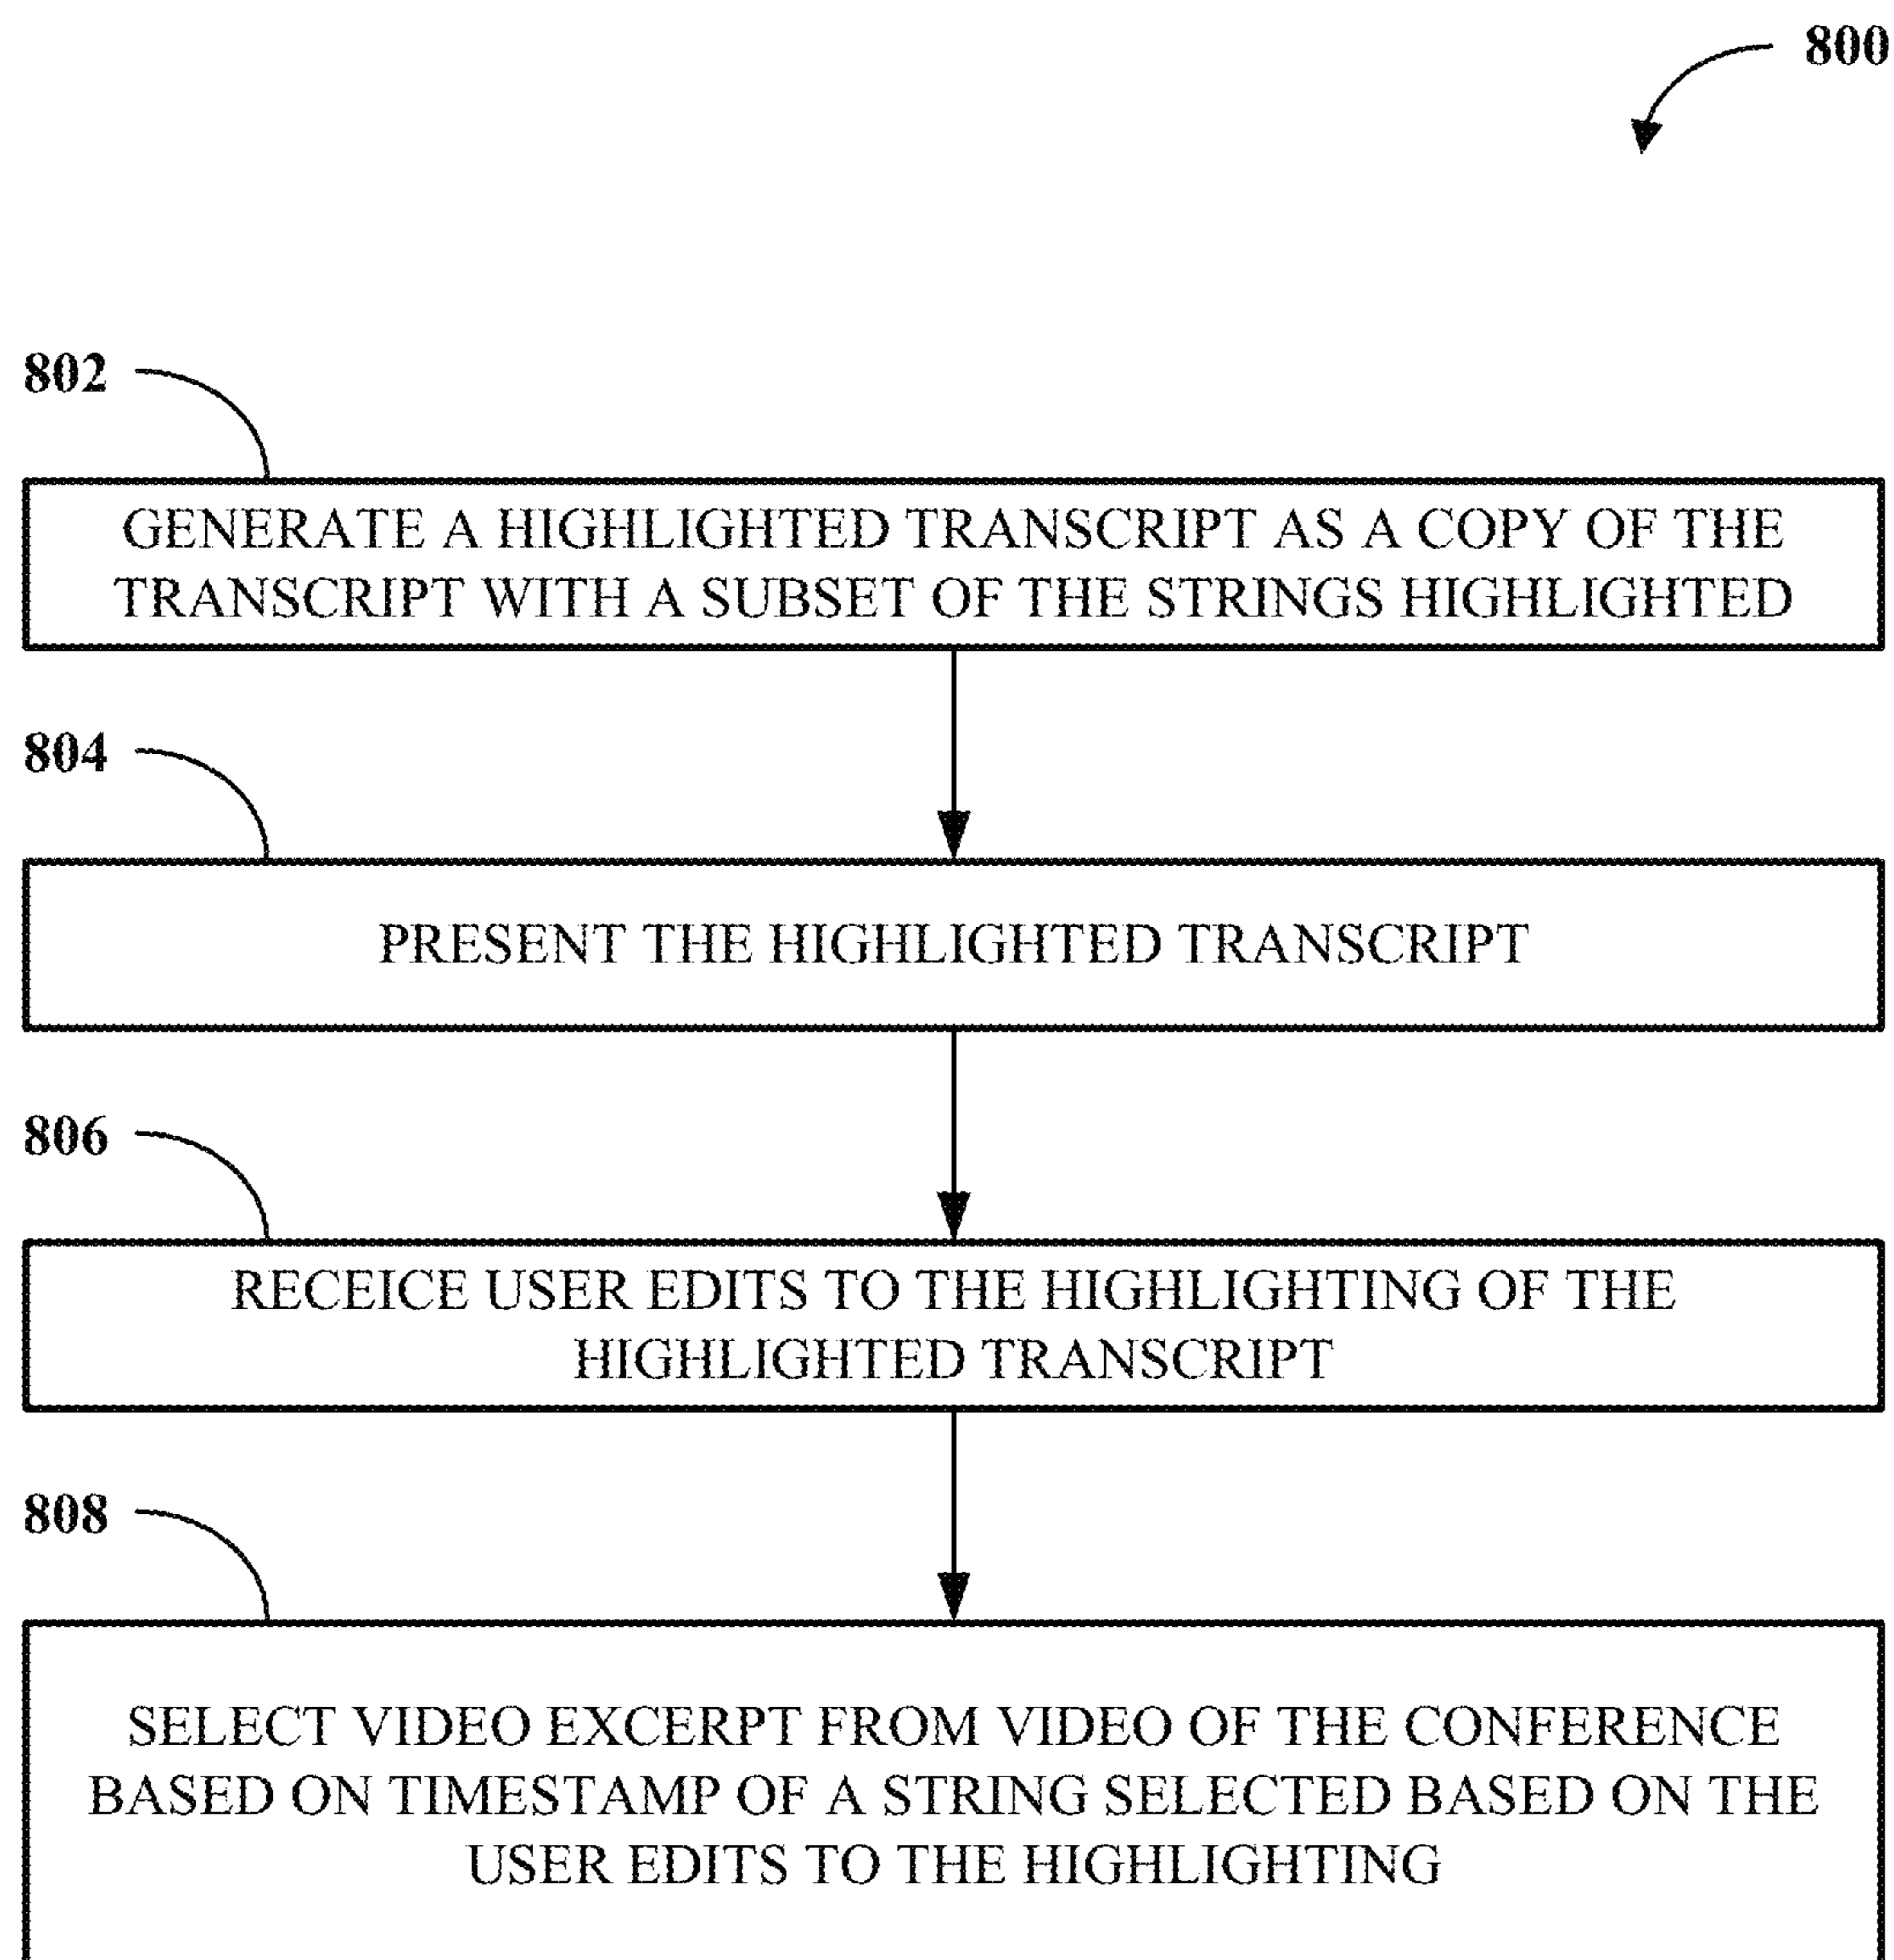 800
802
GENERATE A HIGHLIGHTED TRANSCRIPT AS A COPY OF THE
TRANSCRIPT WITH A SUBSET OF THE STRINGS HIGHLIGHTED
804
PRESENT THE HIGHLIGHTED TRANSCRIPT
806
RECEICE USER EDITS TO THE HIGHLIGHTING OF THE
HIGHLIGHTED TRANSCRIPT
808
SELECT VIDEO EXCERPT FROM VIDEO OF THE CONFERENCE
BASED ON TIMESTAMP OF A STRING SELECTED BASED ON THE
USER EDITS TO THE HIGHLIGHTING